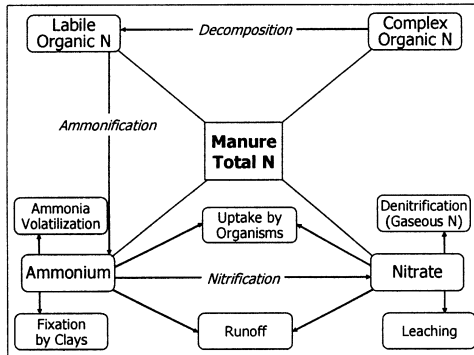 Labile
Organic N
Decomposition
Complex
Organic N
Ammonification
Manure
Total N
Ammonia
Volatilization
Uptake by
Organisms
Denitrification
(Gaseous N)
Ammonium
Nitrification
Nitrate
Fixation
by Clays
Runoff
Leaching